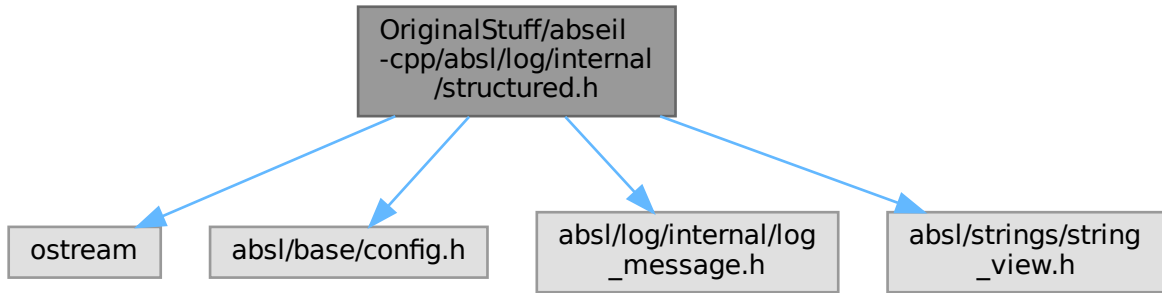 OriginalStuff/abseil
-cpp/absl/log/internal
/structured.h
ostream
absl/base/config.h
absl/log/internal/log
_message.h
absl/strings/string
_view.h